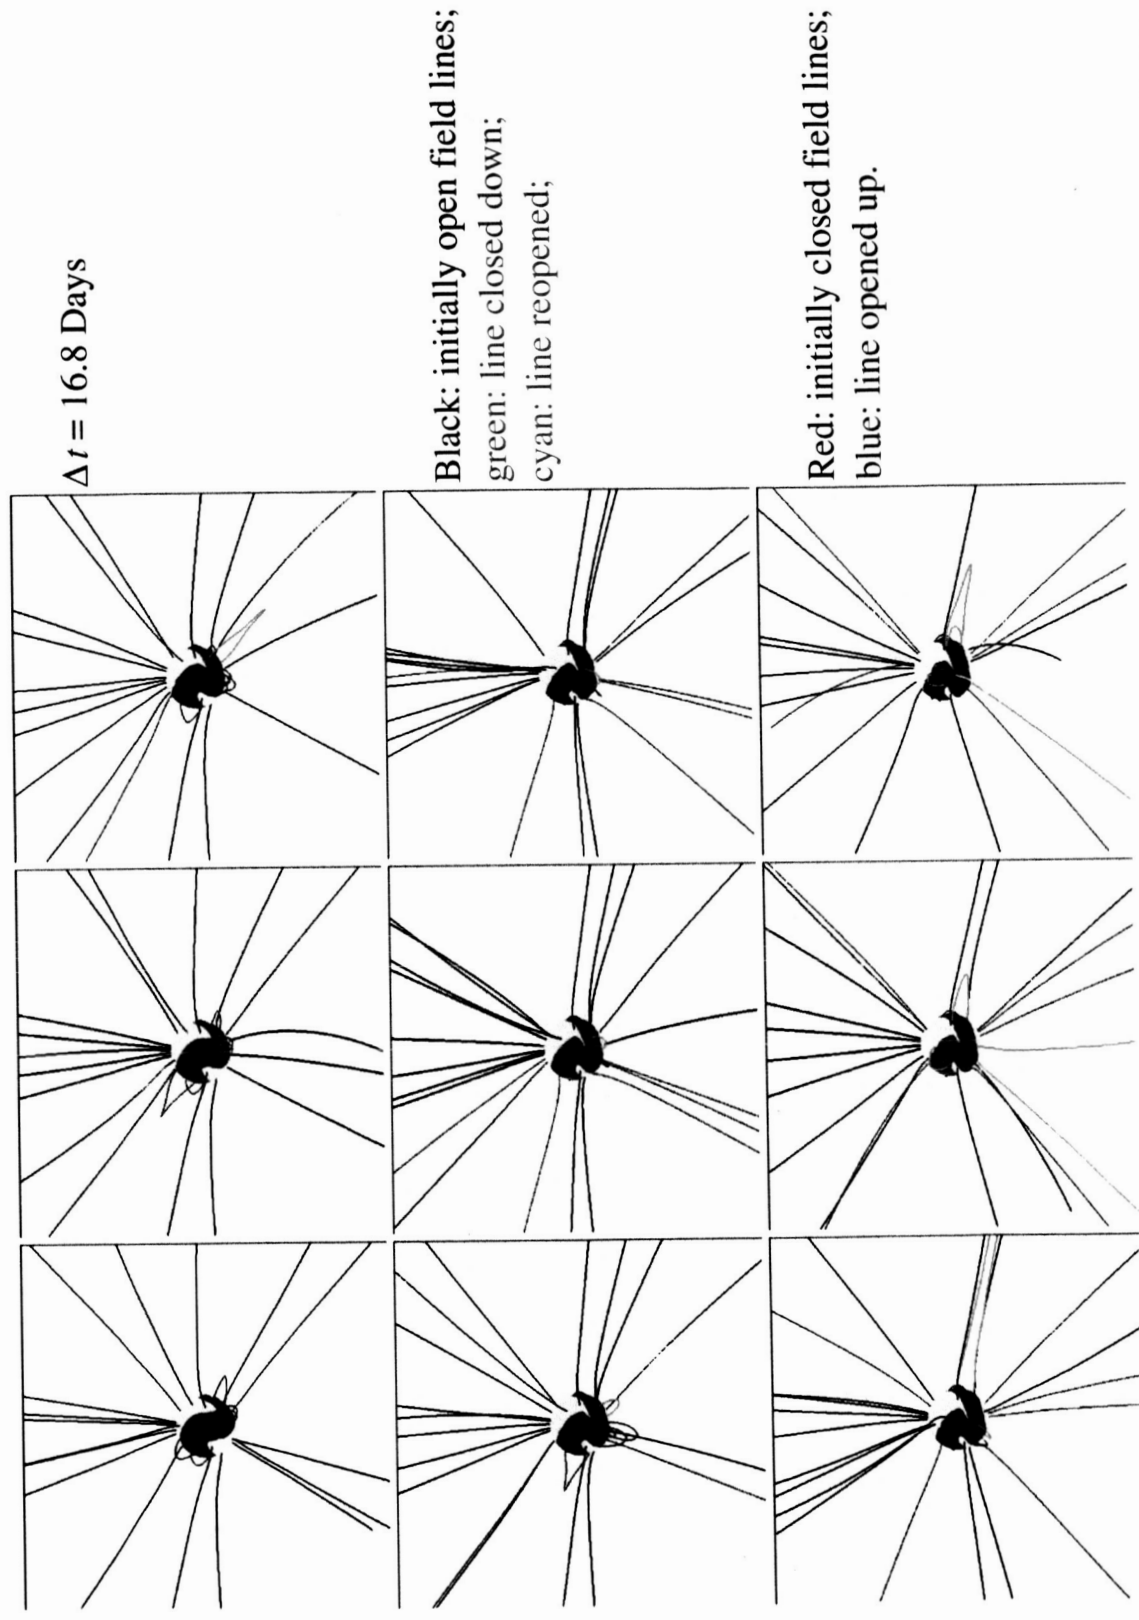 Δt = 16.8 Days
Black: initially open field lines;
green: line closed down;
cyan: line reopened;
Red: initially closed field lines;
blue: line opened up.